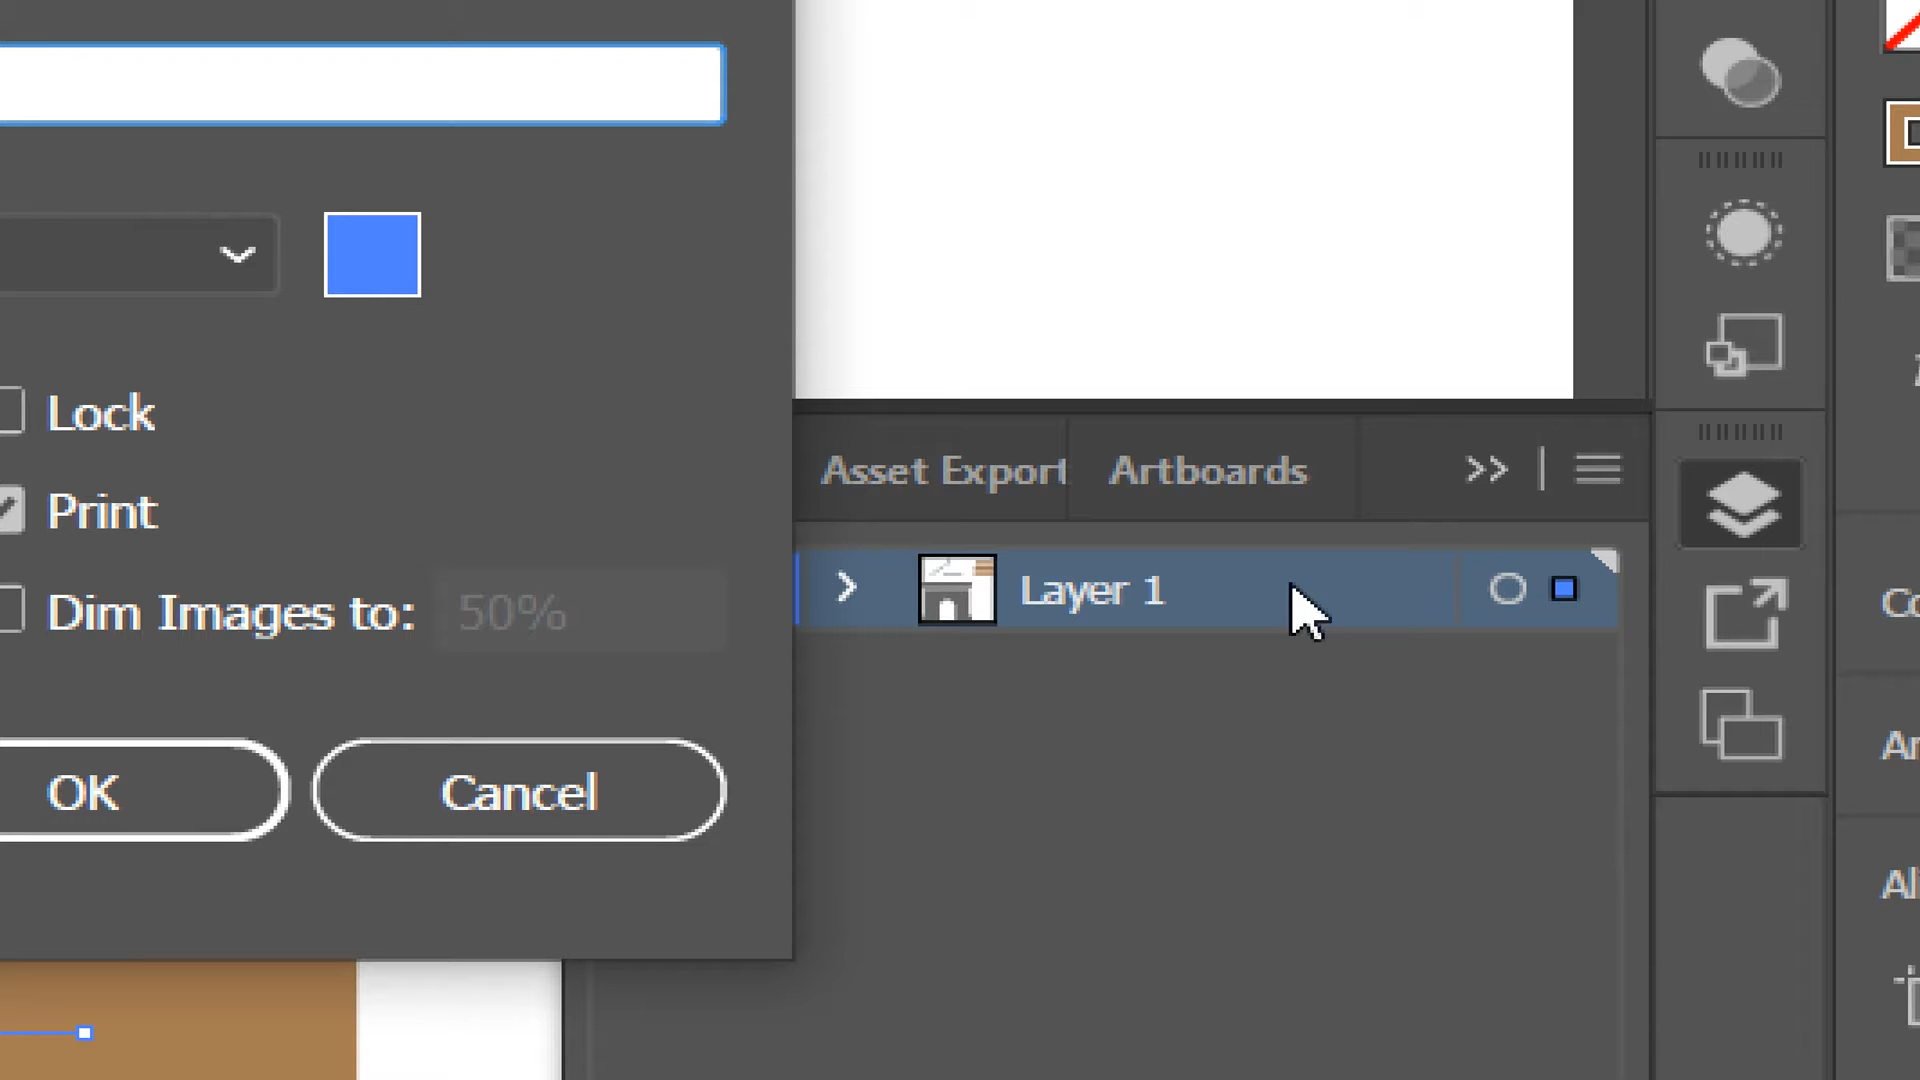 Lock
Asset Export
Artboards
Print
Layer 1
Dim Images to: 50%
OK
Cancel